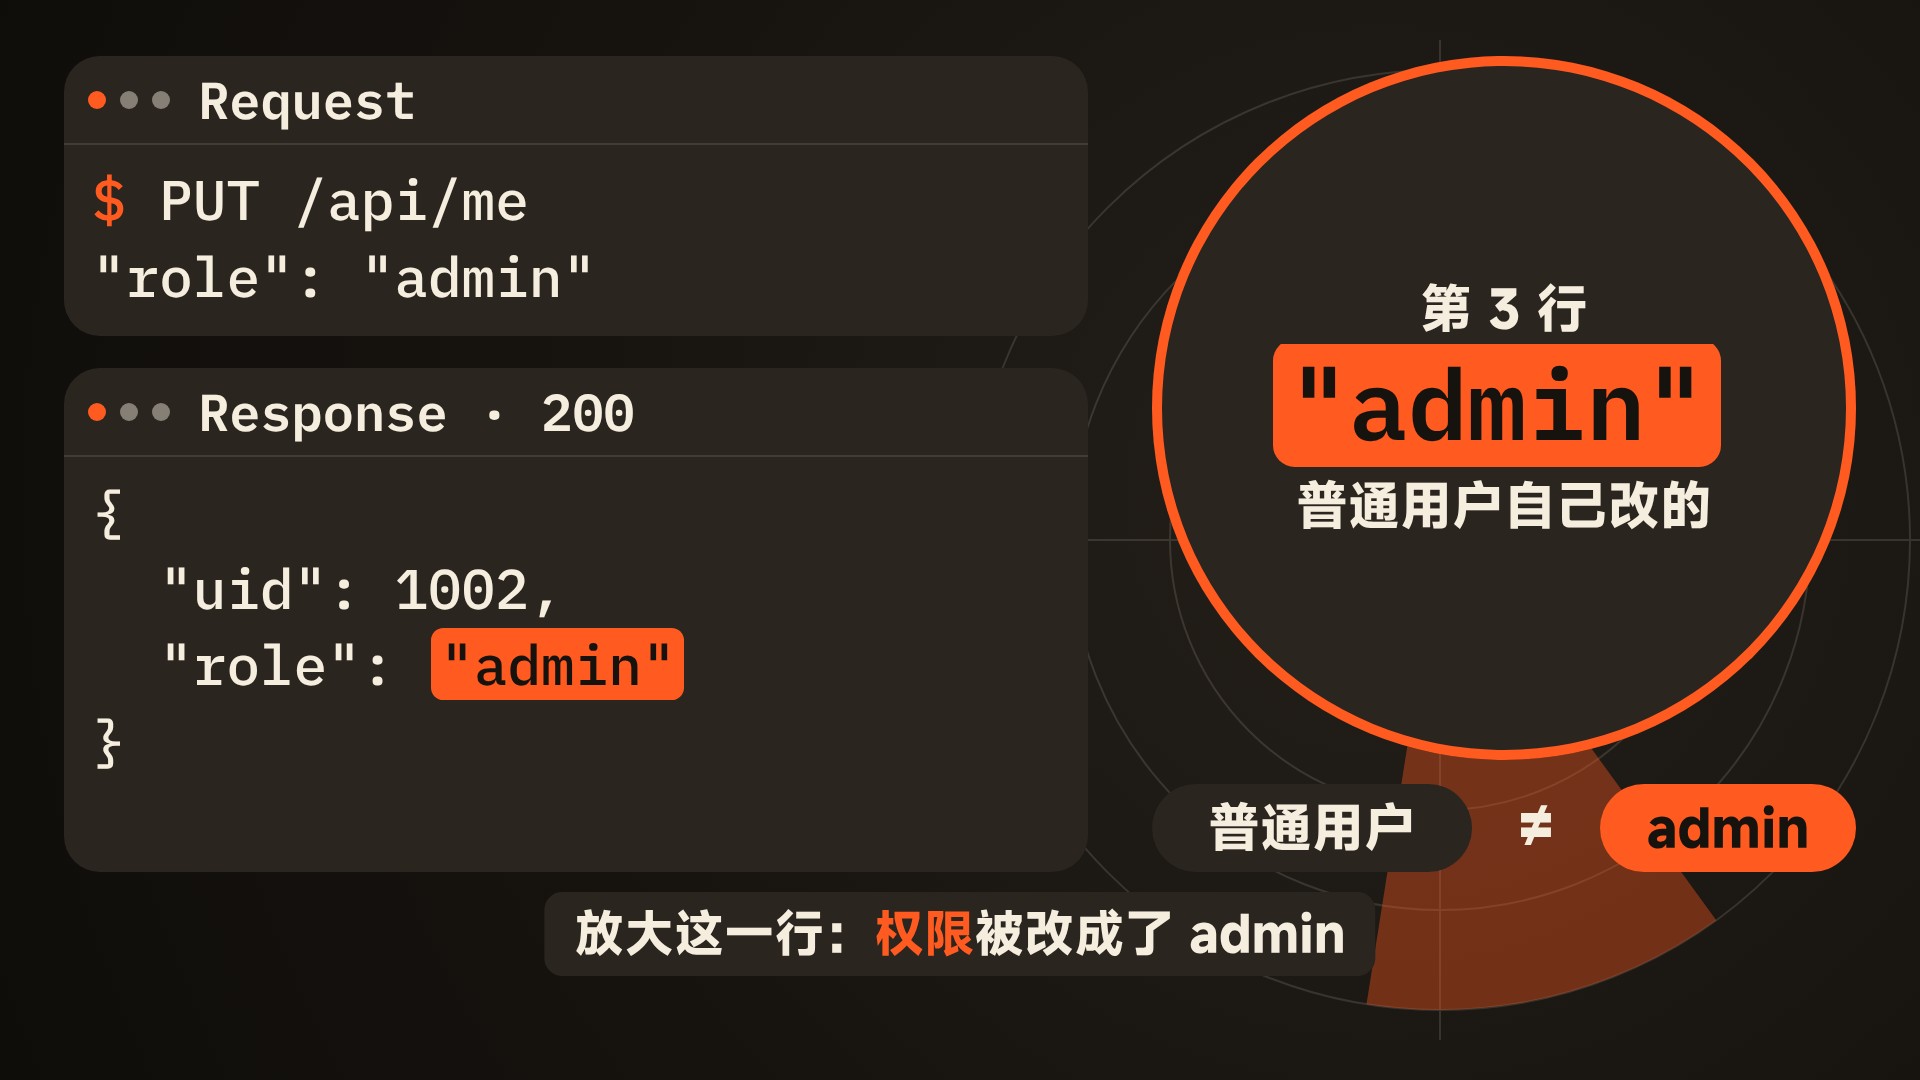 Request
$ PUT /api/me
"role": "admin"
Response · 200
{
"uid": 1002,
"role": "admin"
}
第 3 行
"admin"
普通用户自己改的
普通用户 ≠ admin
放大这一行：权限被改成了 admin